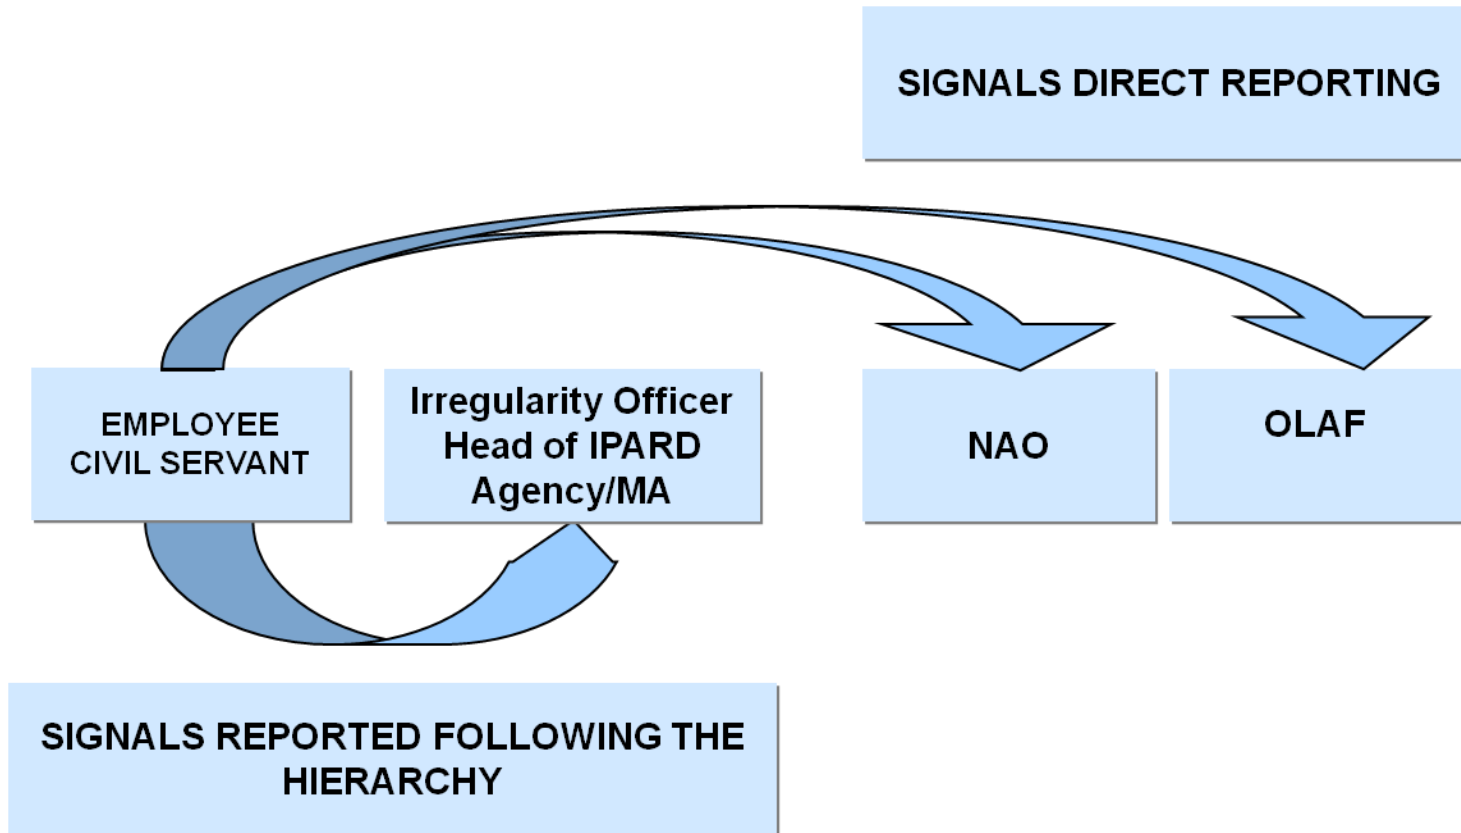 SIGNALS DIRECT REPORTING
EMPLOYEE
CIVIL SERVANT
Irregularity Officer
Head of IPARD
Agency/MA
NAO
OLAF
SIGNALS REPORTED FOLLOWING THE
HIERARCHY